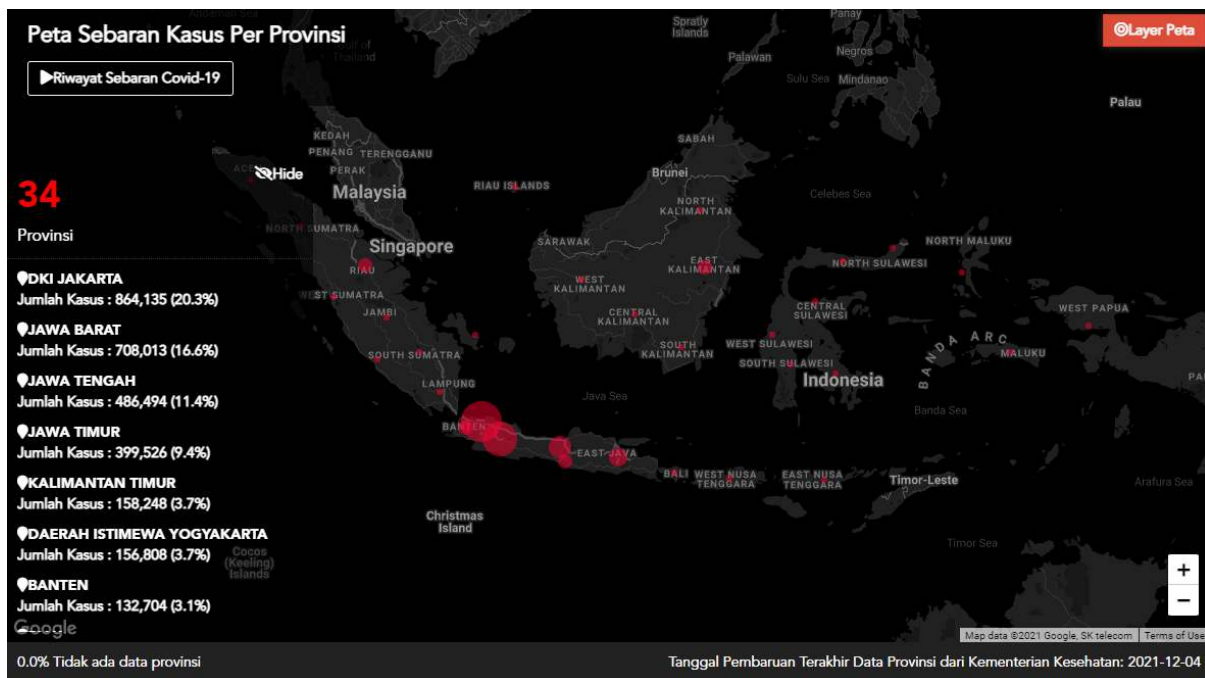 Peta Sebaran Kasus Per Provinsi
Riwayat Sebaran Covid-19
Layer Peta
Hide
34
Provinsi
DKI JAKARTA
Jumlah Kasus : 864,135 (20.3%)
JAWA BARAT
Jumlah Kasus : 708,013 (16.6%)
JAWA TENGAH
Jumlah Kasus : 486,494 (11.4%)
JAWA TIMUR
Jumlah Kasus : 399,526 (9.4%)
KALIMANTAN TIMUR
Jumlah Kasus : 158,248 (3.7%)
DAERAH ISTIMEWA YOGYAKARTA
Jumlah Kasus : 156,808 (3.7%)
BANTEN
Jumlah Kasus : 132,704 (3.1%)
Google
Spratly
Islands
Panay
Negros
Palawan
Sulu Sea
Mindanao
Palau
Thailand
KEDAH
PENANG
TERENGGANU
PERAK
Malaysia
SABAH
Brunei
RIAU ISLANDS
NORTH
KALIMANTAN
Celebes Sea
NORTH SUMATRA
Singapore
SARAWAK
NORTH MALUKU
RIAU
EAST
KALIMANTAN
NORTH SULAWESI
WEST
KALIMANTAN
WEST SUMATRA
JAMBI
CENTRAL
KALIMANTAN
CENTRAL
SULAWESI
WEST PAPUA
SOUTH SUMATRA
SOUTH
KALIMANTAN
WEST SULAWESI
SOUTH SULAWESI
BANDA ARC
MALUKU
LAMPUNG
Indonesia
Java Sea
Banda Sea
BANTEN
EAST JAVA
BALI
WEST NUSA
TENGGARA
EAST NUSA
TENGGARA
Timor-Leste
Arafura Sea
Christmas
Island
Timor Sea
Cocos
(Keeling)
Islands
+
−
Map data ©2021 Google, SK telecom
Terms of Use
0.0% Tidak ada data provinsi
Tanggal Pembaruan Terakhir Data Provinsi dari Kementerian Kesehatan: 2021-12-04